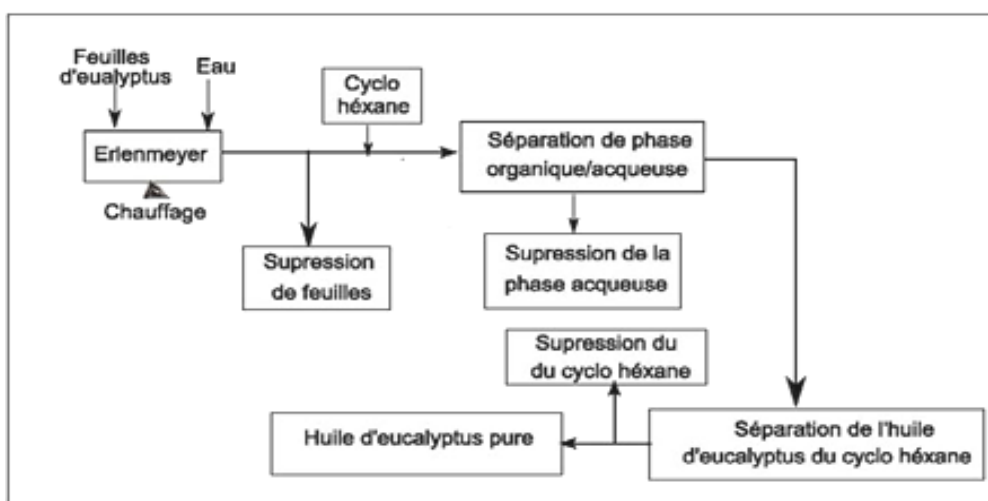 Feuilles
d'eualyptus
Eau
Cyclo
héxane
Erlenmeyer
Chauffage
Séparation de phase
organique/acqueuse
Supression
de feuilles
Supression de la
phase acqueuse
Supression du
du cyclo héxane
Huile d'eucalyptus pure
Séparation de l'huile
d'eucalyptus du cyclo héxane